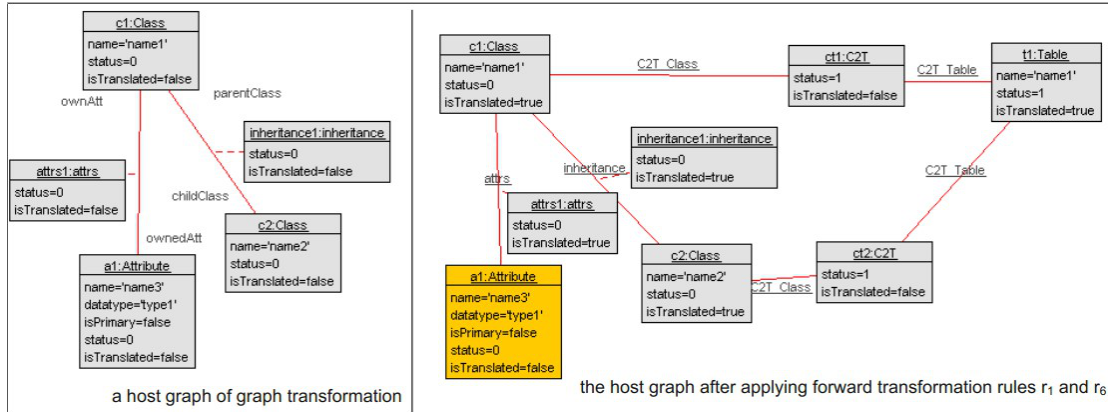 c1:Class
name='name1'
status=0
isTranslated=false
ownAtt
parentClass
inheritance1:inheritance
status=0
isTranslated=false
attrs1:attrs
status=0
isTranslated=false
childClass
c2:Class
name='name2'
status=0
isTranslated=false
ownedAtt
a1:Attribute
name='name3'
datatype='type1'
isPrimary=false
status=0
isTranslated=false
a host graph of graph transformation
c1:Class
name='name1'
status=0
isTranslated=true
C2T_Class
ct1:C2T
status=1
isTranslated=false
C2T_Table
t1:Table
name='name1'
status=1
isTranslated=true
inheritance1:inheritance
status=0
isTranslated=true
inheritance
attrs
attrs1:attrs
status=0
isTranslated=true
C2T_Table
c2:Class
name='name2'
status=0
isTranslated=true
C2T_Class
ct2:C2T
status=1
isTranslated=false
a1:Attribute
name='name3'
datatype='type1'
isPrimary=false
status=0
isTranslated=false
the host graph after applying forward transformation rules r1 and r6